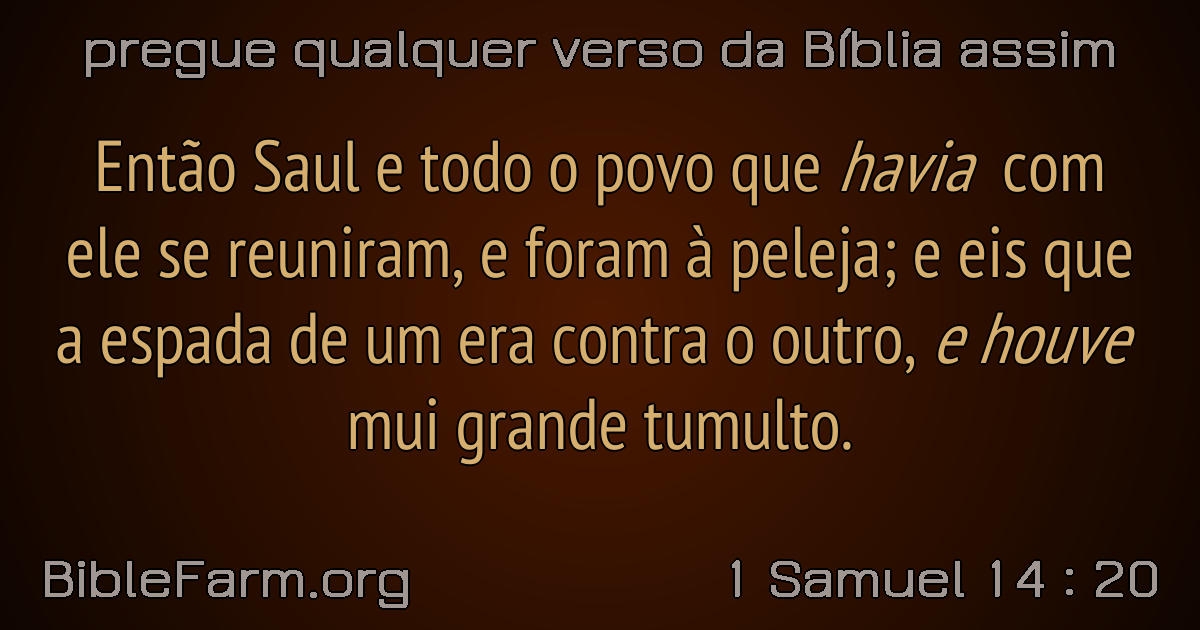 pregue qualquer verso da Bíblia assim
Então Saul e todo o povo que havia com
ele se reuniram, e foram à peleja; e eis que
a espada de um era contra o outro, e houve
mui grande tumulto.
BibleFarm.org
1 Samuel 14 : 20